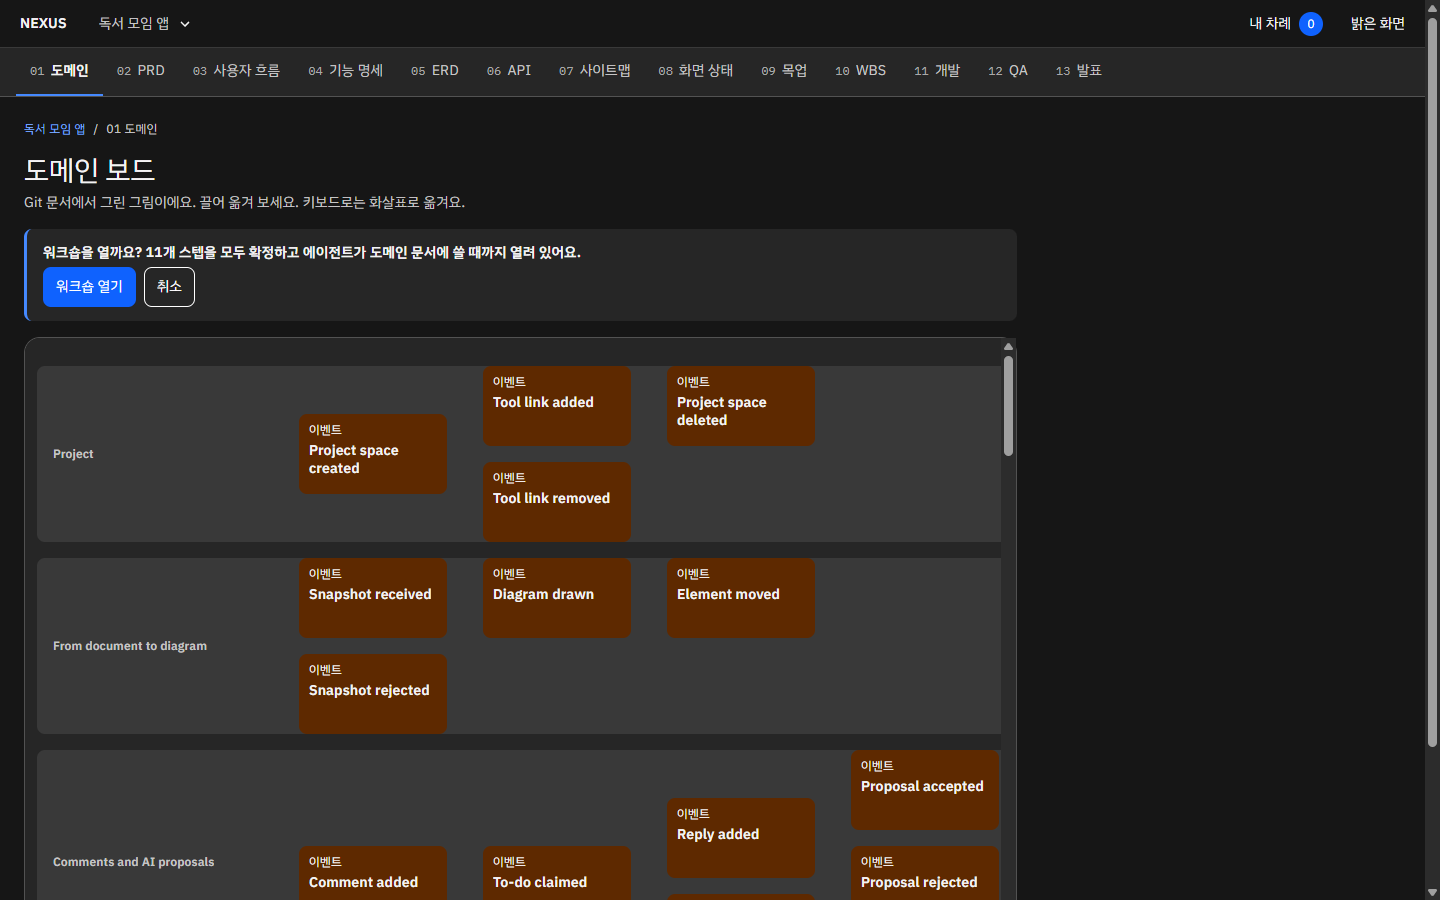 NEXUS 독서 모임 앱 내 차례 0 밝은 화면
01 도메인 02 PRD 03 사용자 흐름 04 기능 명세 05 ERD 06 API 07 사이트맵 08 화면 상태 09 목업 10 WBS 11 개발 12 QA 13 발표
독서 모임 앱 / 01 도메인
도메인 보드
Git 문서에서 그린 그림이에요. 끌어 옮겨 보세요. 키보드로는 화살표로 옮겨요.
워크숍을 열까요? 11개 스텝을 모두 확정하고 에이전트가 도메인 문서에 쓸 때까지 열려 있어요.
워크숍 열기 취소
Project
이벤트
Project space
created
이벤트
Tool link added
이벤트
Tool link removed
이벤트
Project space
deleted
From document to diagram
이벤트
Snapshot received
이벤트
Snapshot rejected
이벤트
Diagram drawn
이벤트
Element moved
Comments and AI proposals
이벤트
Comment added
이벤트
To-do claimed
이벤트
Reply added
이벤트
Proposal accepted
이벤트
Proposal rejected